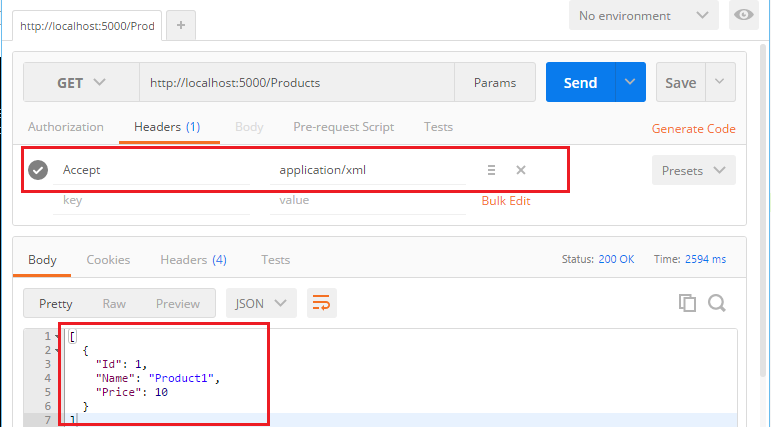 No environment
http://localhost:5000/Prod
+
GET http://localhost:5000/Products Params Send Save
Authorization Headers (1) Body Pre-request Script Tests Generate Code
Accept application/xml Presets
key value Bulk Edit
Body Cookies Headers (4) Tests Status: 200 OK Time: 2594 ms
Pretty Raw Preview JSON
1 [
2 {
3 "Id": 1,
4 "Name": "Product1",
5 "Price": 10
6 }
7 ]